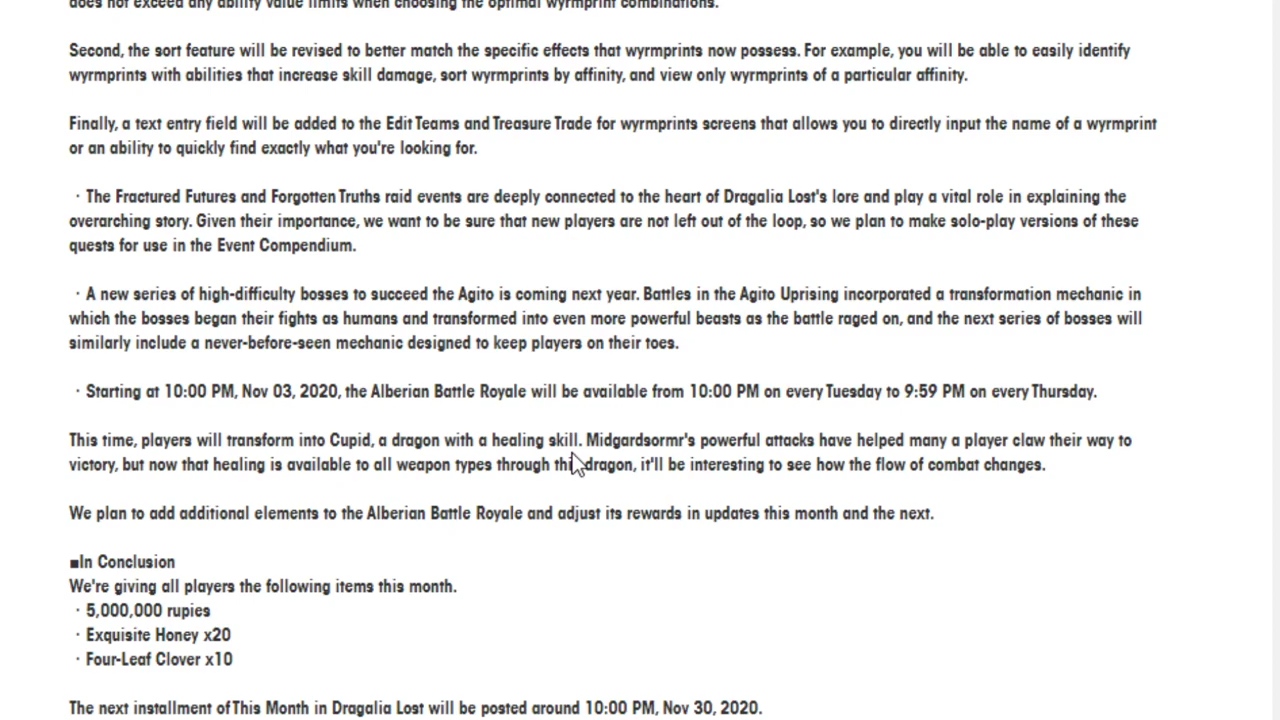 does not exceed any ability value limits when choosing the optimal wyrmprint combinations.
Second, the sort feature will be revised to better match the specific effects that wyrmprints now possess. For example, you will be able to easily identify
wyrmprints with abilities that increase skill damage, sort wyrmprints by affinity, and view only wyrmprints of a particular affinity.
Finally, a text entry field will be added to the Edit Teams and Treasure Trade for wyrmprints screens that allows you to directly input the name of a wyrmprint
or an ability to quickly find exactly what you're looking for.
· The Fractured Futures and Forgotten Truths raid events are deeply connected to the heart of Dragalia Lost's lore and play a vital role in explaining the
overarching story. Given their importance, we want to be sure that new players are not left out of the loop, so we plan to make solo-play versions of these
quests for use in the Event Compendium.
· A new series of high-difficulty bosses to succeed the Agito is coming next year. Battles in the Agito Uprising incorporated a transformation mechanic in
which the bosses began their fights as humans and transformed into even more powerful beasts as the battle raged on, and the next series of bosses will
similarly include a never-before-seen mechanic designed to keep players on their toes.
· Starting at 10:00 PM, Nov 03, 2020, the Alberian Battle Royale will be available from 10:00 PM on every Tuesday to 9:59 PM on every Thursday.
This time, players will transform into Cupid, a dragon with a healing skill. Midgardsormr's powerful attacks have helped many a player claw their way to
victory, but now that healing is available to all weapon types through this dragon, it'll be interesting to see how the flow of combat changes.
We plan to add additional elements to the Alberian Battle Royale and adjust its rewards in updates this month and the next.
■In Conclusion
We're giving all players the following items this month.
· 5,000,000 rupies
· Exquisite Honey x20
· Four-Leaf Clover x10
The next installment of This Month in Dragalia Lost will be posted around 10:00 PM, Nov 30, 2020.